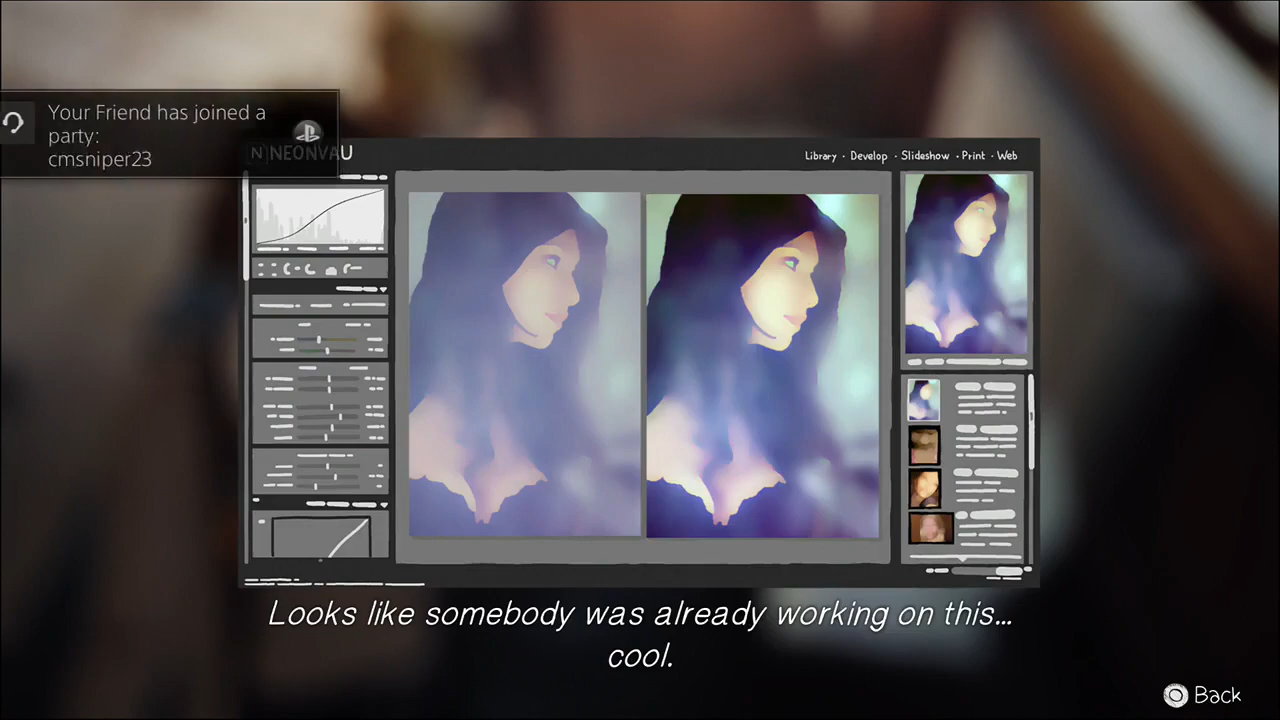 Your Friend has joined a
party:
cmsniper23
NEONVAU
Library · Develop · Slideshow · Print · Web
Looks like somebody was already working on this...
cool.
Back